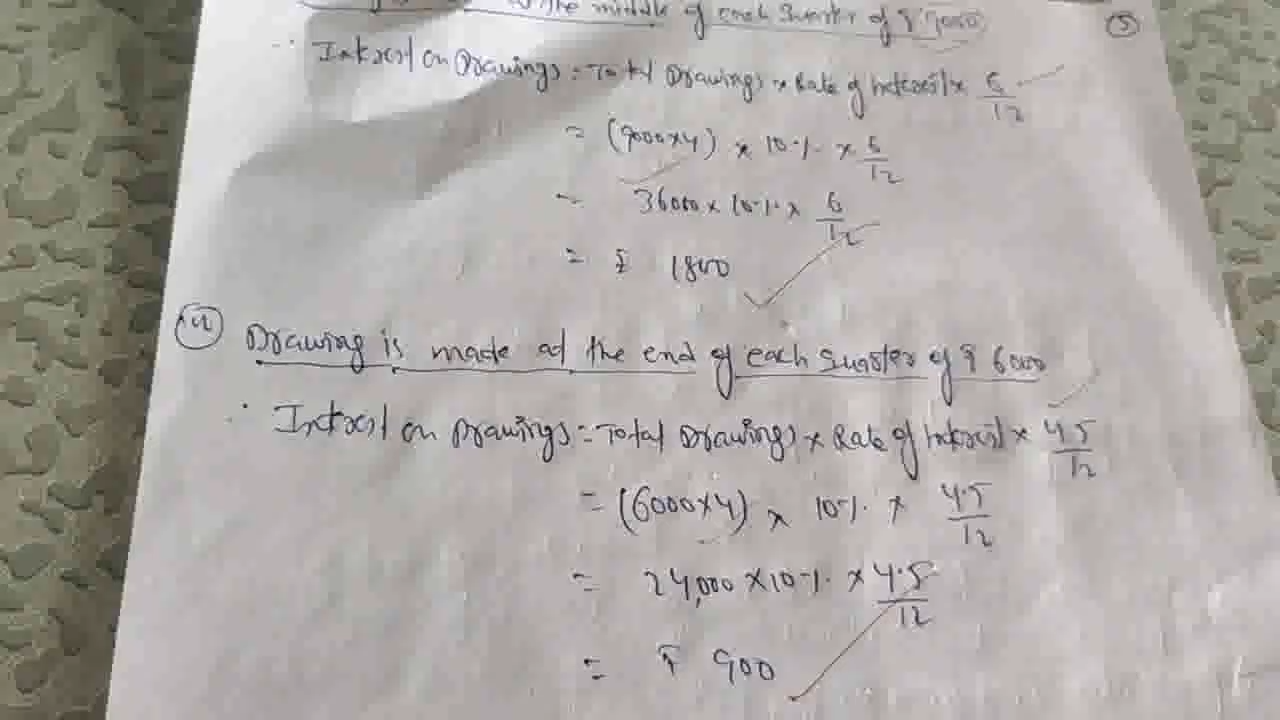 the middle of each Quarter of ₹ 9000
(5)
∴ Interest on Drawings = Total Drawings × Rate of Interest × 6/12
= (9000×4) × 10% × 6/12
= 36000 × 10% × 6/12
= ₹ 1800
Drawing is made at the end of each Quarter of ₹ 6000
∴ Interest on Drawings = Total Drawings × Rate of Interest × 4.5/12
= (6000×4) × 10% × 4.5/12
= 24,000 × 10% × 4.5/12
= ₹ 900